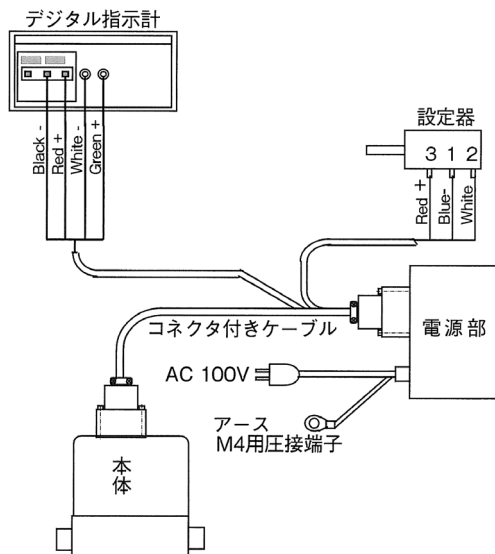 デジタル指示計
Black -
Red +
White -
Green +
設定器
3 1 2
Red +
Blue-
White
コネクタ付きケーブル
電源部
AC 100V
アース
M4用圧接端子
本体